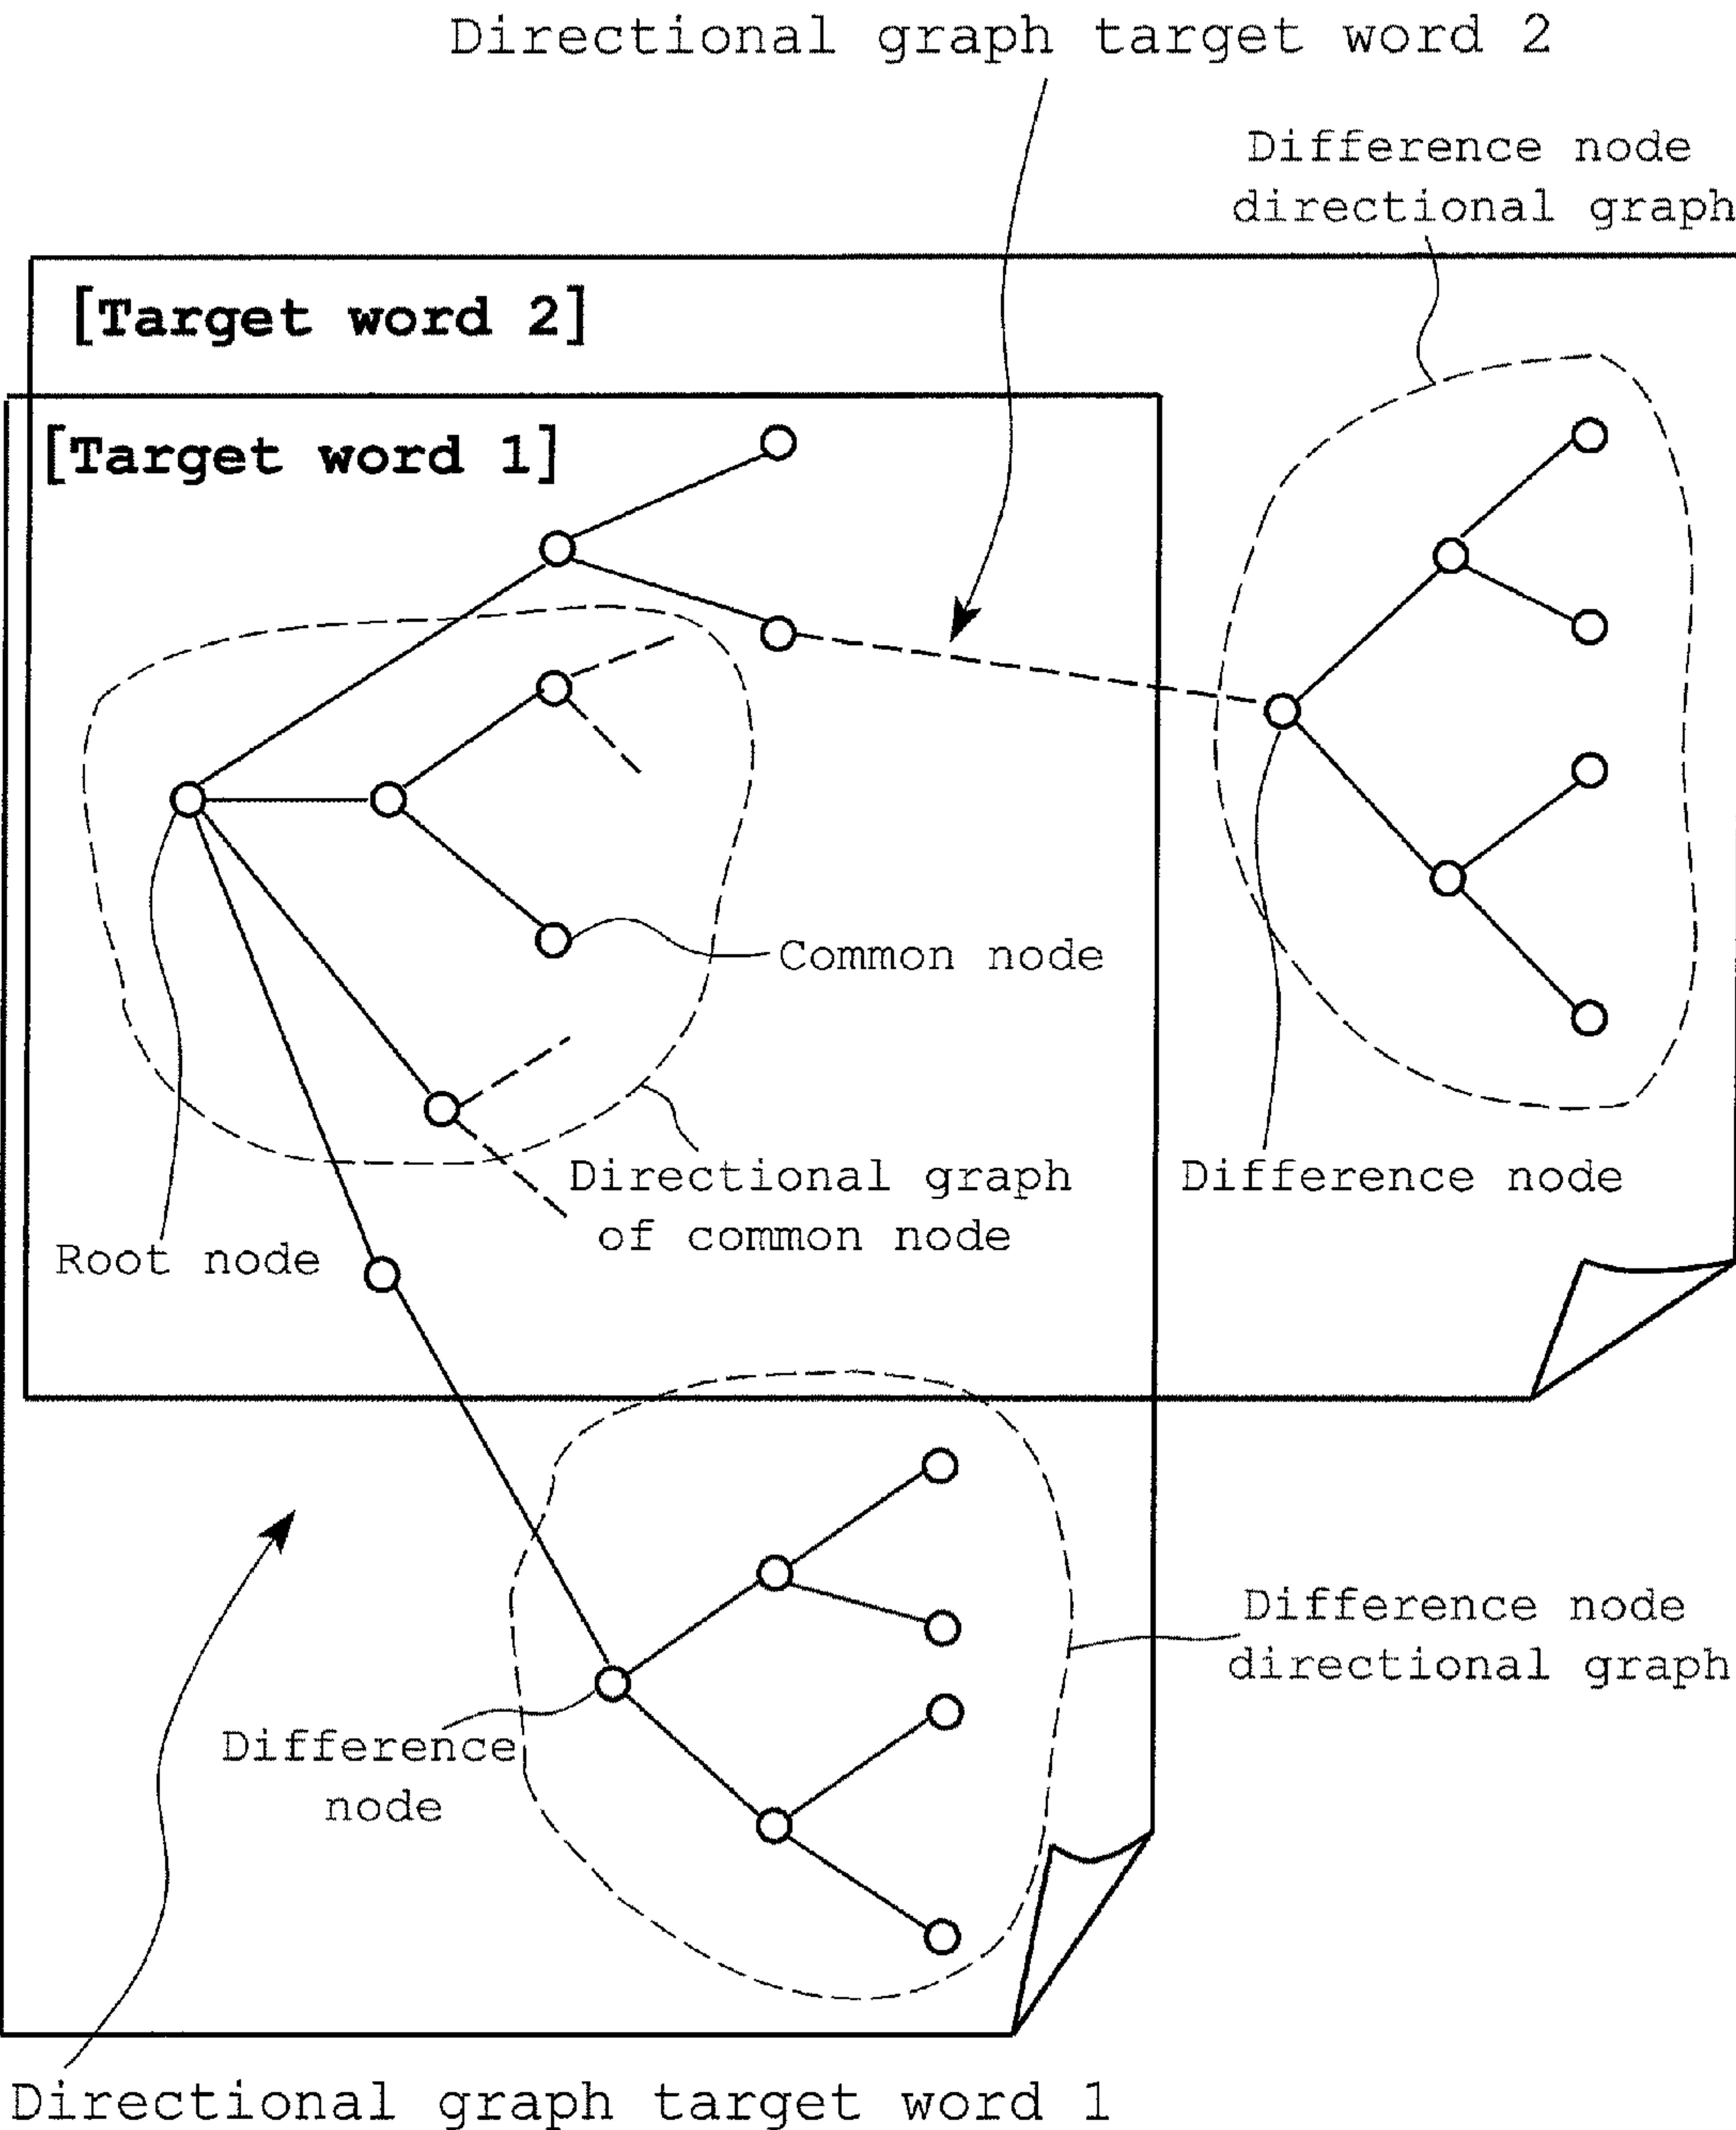 Directional graph target word 2
Difference node
directional graph
[Target word 2]
[Target word 1]
Common node
Directional graph
of common node
Difference node
Root node
Difference node
directional graph
Difference
node
Directional graph target word 1